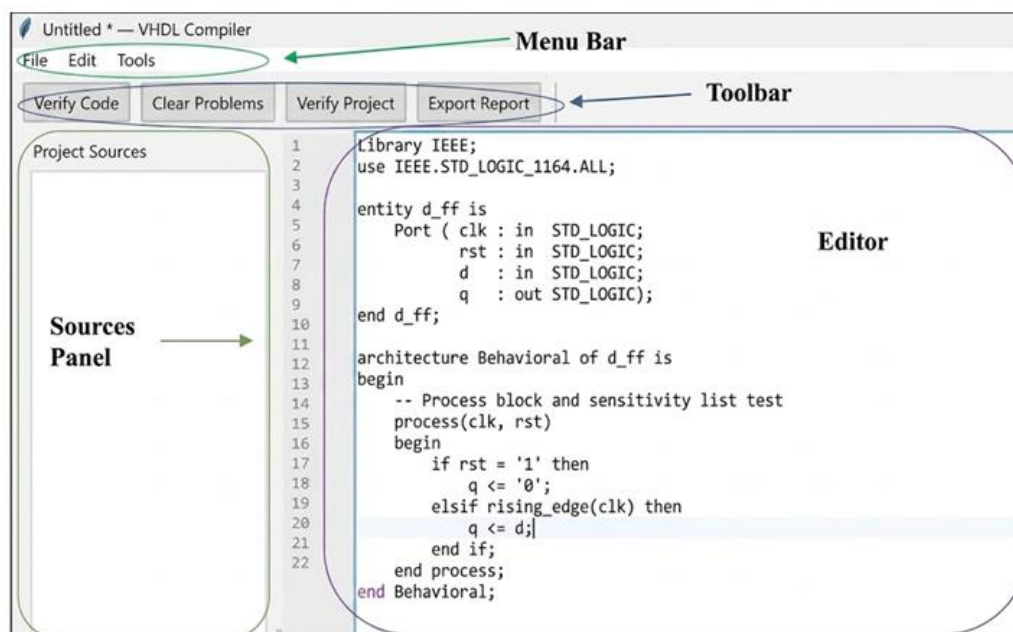 Untitled * — VHDL Compiler
Menu Bar
File Edit Tools
Toolbar
Verify Code Clear Problems Verify Project Export Report
Project Sources
Sources
Panel
Editor
1
2
3
4
5
6
7
8
9
10
11
12
13
14
15
16
17
18
19
20
21
22
Library IEEE;
use IEEE.STD_LOGIC_1164.ALL;
entity d_ff is
    Port ( clk : in  STD_LOGIC;
           rst : in  STD_LOGIC;
           d   : in  STD_LOGIC;
           q   : out STD_LOGIC);
end d_ff;
architecture Behavioral of d_ff is
begin
    -- Process block and sensitivity list test
    process(clk, rst)
    begin
        if rst = '1' then
            q <= '0';
        elsif rising_edge(clk) then
            q <= d;
        end if;
    end process;
end Behavioral;